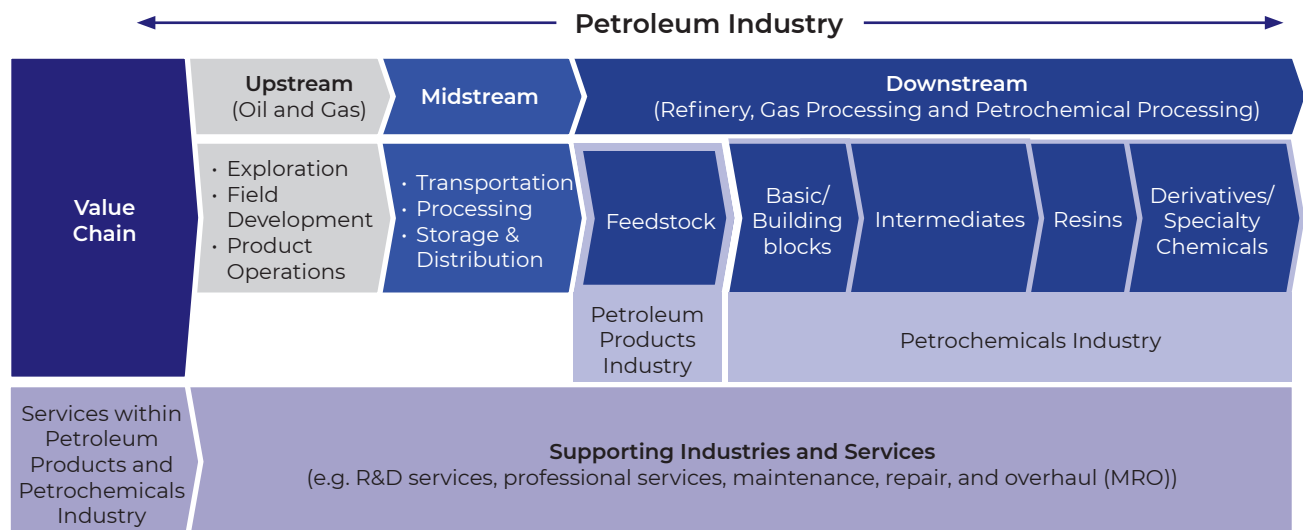 Petroleum Industry
Value
Chain
Upstream
(Oil and Gas)
Midstream
Downstream
(Refinery, Gas Processing and Petrochemical Processing)
· Exploration
· Field
Development
· Product
Operations
· Transportation
· Processing
· Storage &
Distribution
Feedstock
Basic/
Building
blocks
Intermediates
Resins
Derivatives/
Specialty
Chemicals
Petroleum
Products
Industry
Petrochemicals Industry
Services within
Petroleum
Products and
Petrochemicals
Industry
Supporting Industries and Services
(e.g. R&D services, professional services, maintenance, repair, and overhaul (MRO))